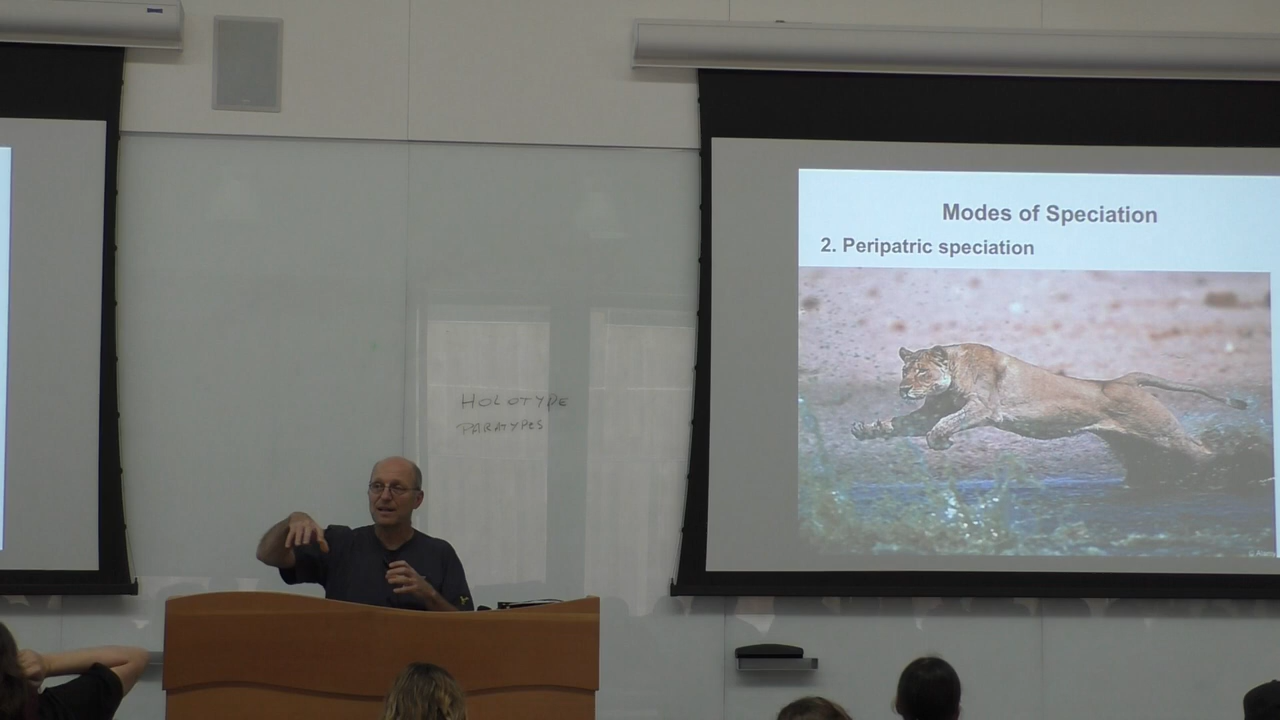 HOLOTYPE
PARATYPES
Modes of Speciation
2. Peripatric speciation